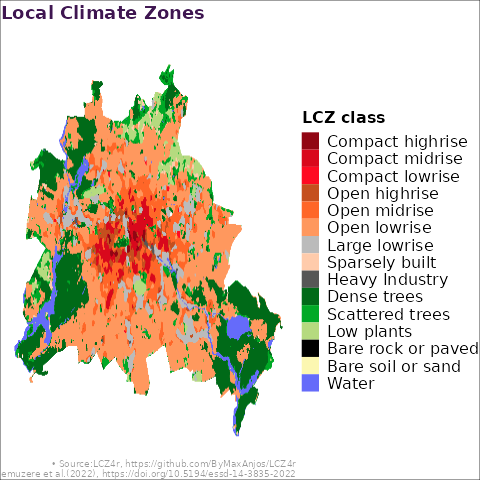 Local Climate Zones
LCZ class
Compact highrise
Compact midrise
Compact lowrise
Open highrise
Open midrise
Open lowrise
Large lowrise
Sparsely built
Heavy Industry
Dense trees
Scattered trees
Low plants
Bare rock or paved
Bare soil or sand
Water
• Source:LCZ4r, https://github.com/ByMaxAnjos/LCZ4r
emuzere et al.(2022), https://doi.org/10.5194/essd-14-3835-2022